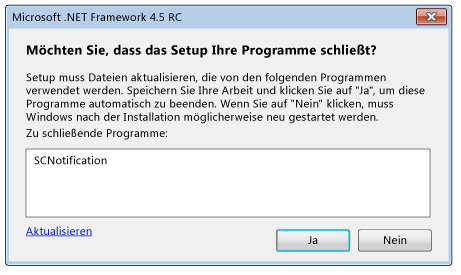 Microsoft .NET Framework 4.5 RC
Möchten Sie, dass das Setup Ihre Programme schließt?
Setup muss Dateien aktualisieren, die von den folgenden Programmen
verwendet werden. Speichern Sie Ihre Arbeit und klicken Sie auf "Ja", um diese
Programme automatisch zu beenden. Wenn Sie auf "Nein" klicken, muss
Windows nach der Installation möglicherweise neu gestartet werden.
Zu schließende Programme:
SCNotification
Aktualisieren
Ja
Nein